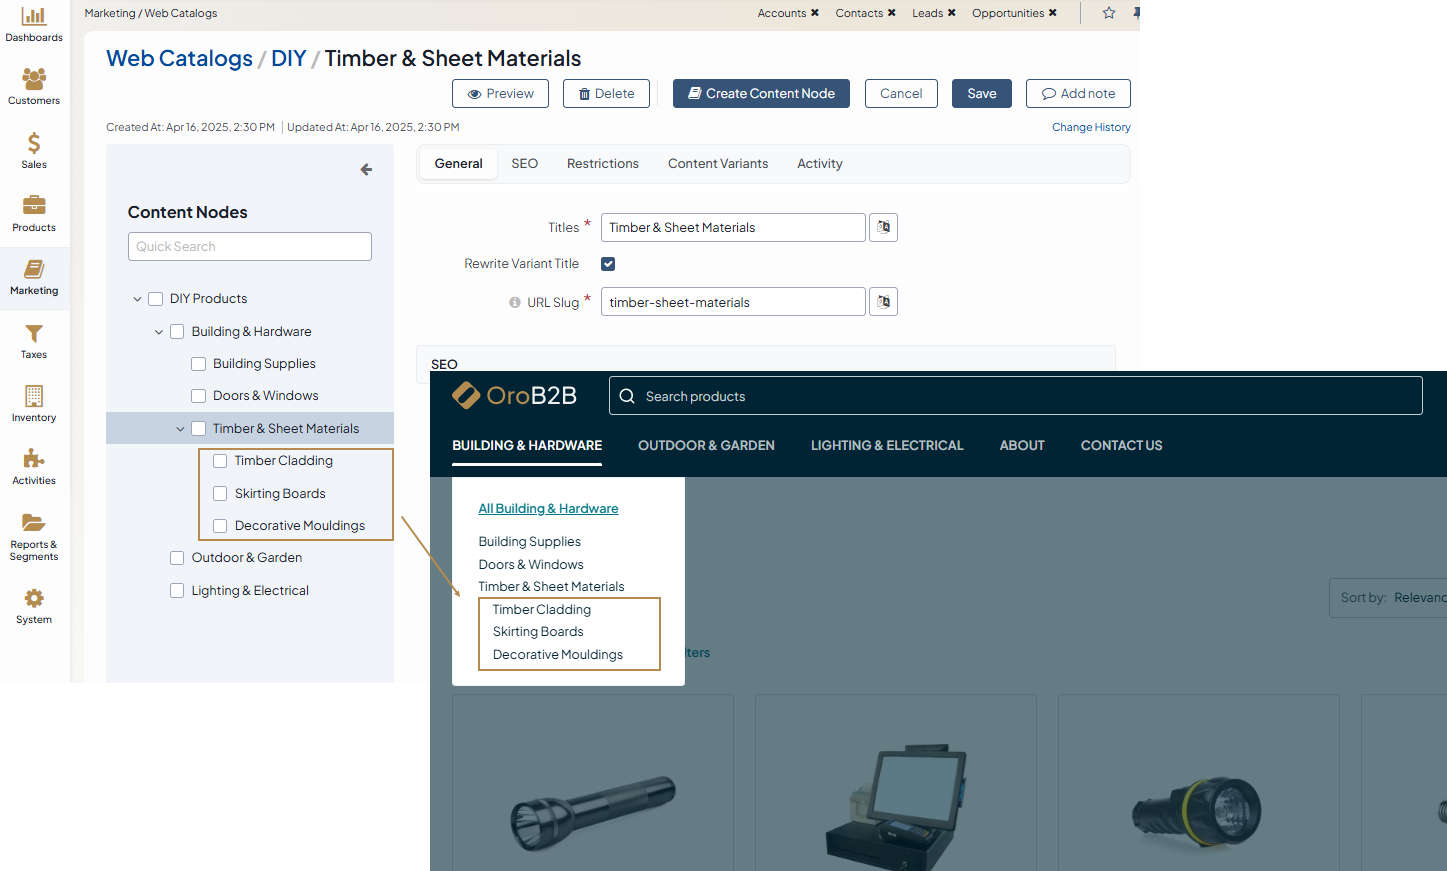 Marketing / Web Catalogs
Accounts ✖ Contacts ✖ Leads ✖ Opportunities ✖
Dashboards
Customers
Sales
Products
Marketing
Taxes
Inventory
Activities
Reports &
Segments
System
Web Catalogs / DIY / Timber & Sheet Materials
Preview Delete Create Content Node Cancel Save Add note
Created At: Apr 16, 2025, 2:30 PM Updated At: Apr 16, 2025, 2:30 PM
Change History
Content Nodes
Quick Search
DIY Products
Building & Hardware
Building Supplies
Doors & Windows
Timber & Sheet Materials
Timber Cladding
Skirting Boards
Decorative Mouldings
Outdoor & Garden
Lighting & Electrical
General SEO Restrictions Content Variants Activity
Titles * Timber & Sheet Materials
Rewrite Variant Title
URL Slug * timber-sheet-materials
SEO
OroB2B
Search products
BUILDING & HARDWARE OUTDOOR & GARDEN LIGHTING & ELECTRICAL ABOUT CONTACT US
All Building & Hardware
Building Supplies
Doors & Windows
Timber & Sheet Materials
Timber Cladding
Skirting Boards
Decorative Mouldings
Sort by: Relevanc
lters